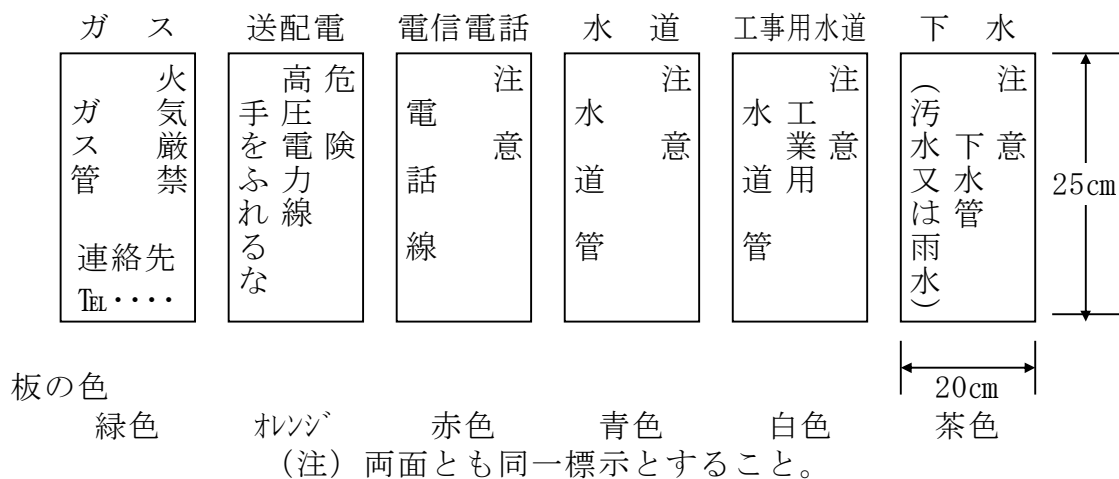 ガス
送配電
電信電話
水道
工事用水道
下水
火気厳禁
ガス管
連絡先
℡・・・・
危険
高圧電力線
手をふれるな
注意
電話線
注意
水道管
注意
工業用
水道管
注意
下水管
（汚水又は雨水）
25cm
20cm
板の色
緑色
ｵﾚﾝｼﾞ
赤色
青色
白色
茶色
（注）両面とも同一標示とすること。